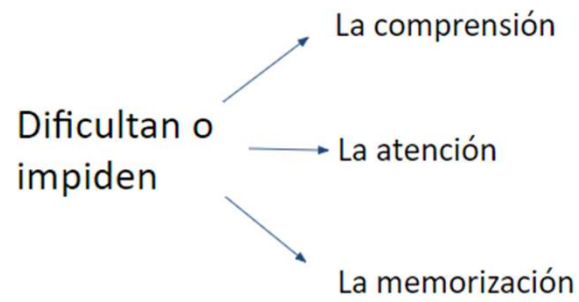 La comprensión
Dificultan o
impiden
La atención
La memorización